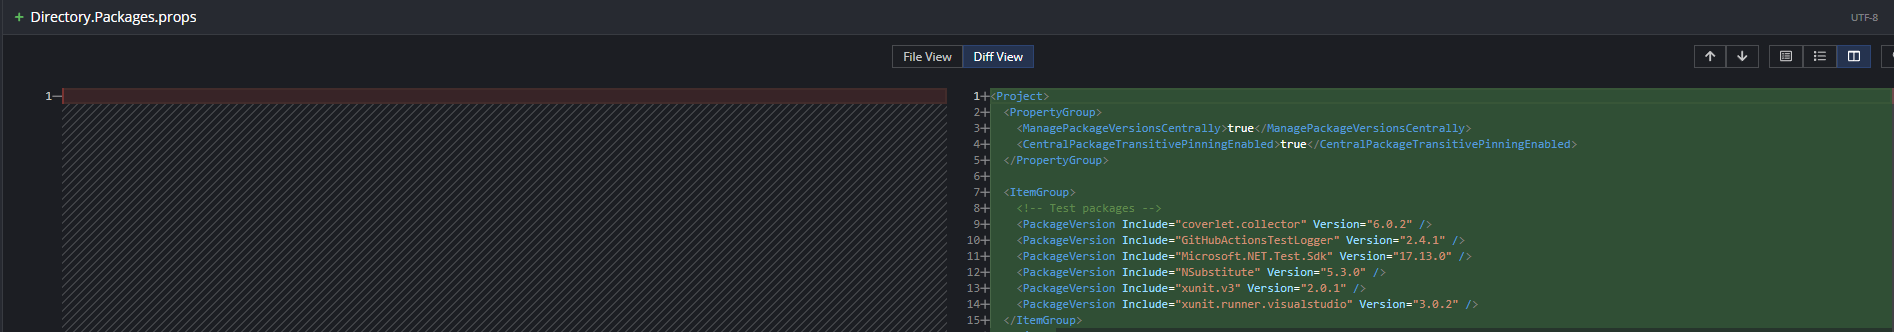 + Directory.Packages.props
UTF-8
File View Diff View
1—
1+<Project>
2+ <PropertyGroup>
3+ <ManagePackageVersionsCentrally>true</ManagePackageVersionsCentrally>
4+ <CentralPackageTransitivePinningEnabled>true</CentralPackageTransitivePinningEnabled>
5+ </PropertyGroup>
6+
7+ <ItemGroup>
8+ <!-- Test packages -->
9+ <PackageVersion Include="coverlet.collector" Version="6.0.2" />
10+ <PackageVersion Include="GitHubActionsTestLogger" Version="2.4.1" />
11+ <PackageVersion Include="Microsoft.NET.Test.Sdk" Version="17.13.0" />
12+ <PackageVersion Include="NSubstitute" Version="5.3.0" />
13+ <PackageVersion Include="xunit.v3" Version="2.0.1" />
14+ <PackageVersion Include="xunit.runner.visualstudio" Version="3.0.2" />
15+ </ItemGroup>